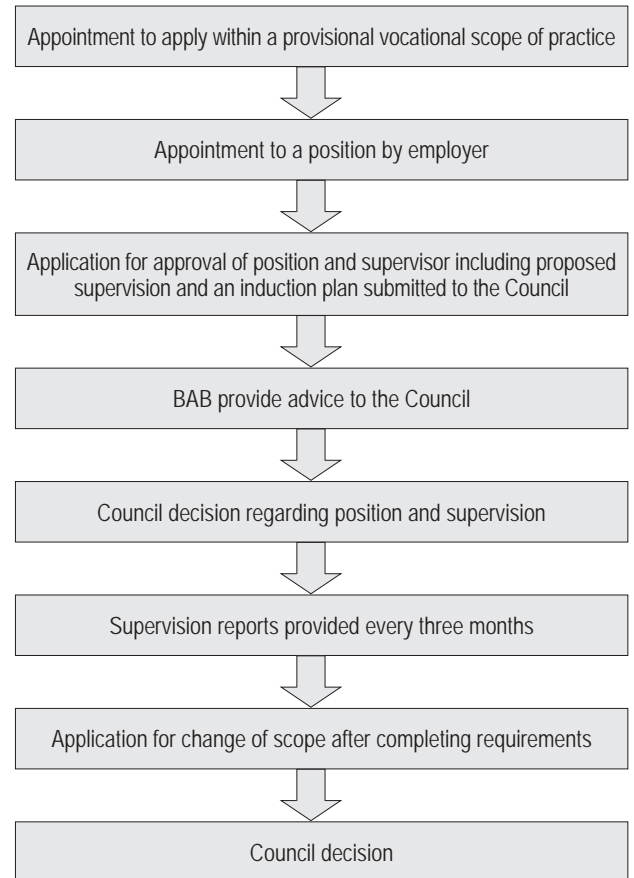 Appointment to apply within a provisional vocational scope of practice
Appointment to a position by employer
Application for approval of position and supervisor including proposed
supervision and an induction plan submitted to the Council
BAB provide advice to the Council
Council decision regarding position and supervision
Supervision reports provided every three months
Application for change of scope after completing requirements
Council decision